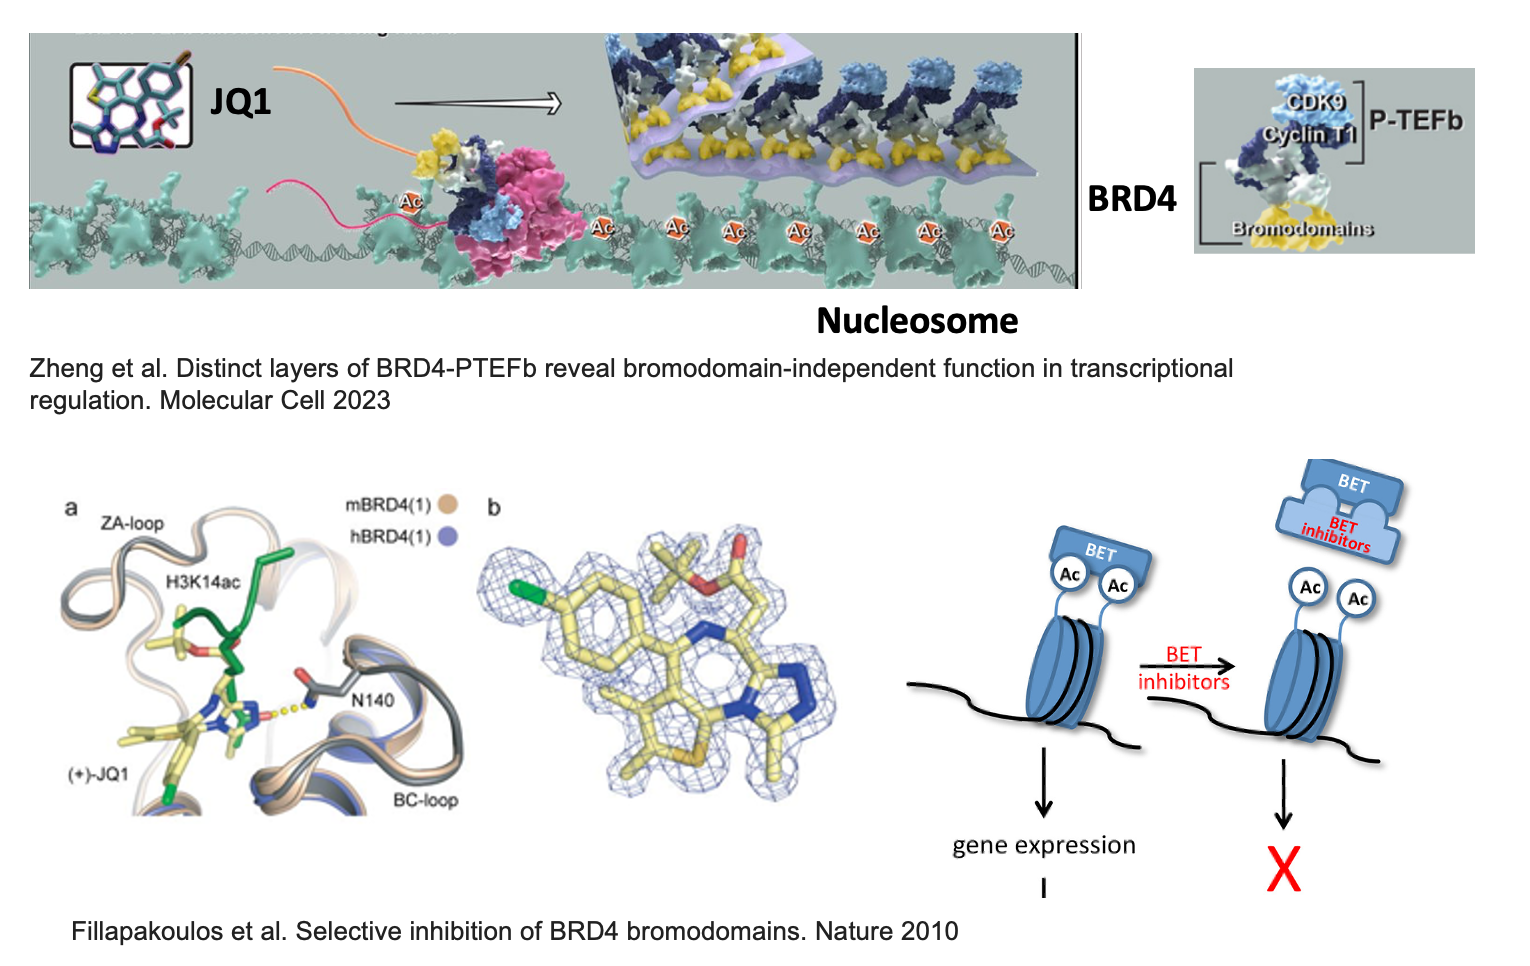 JQ1
Ac
Ac
Ac
Ac
Ac
Ac
Ac
Ac
BRD4
CDK9
Cyclin T1
P-TEFb
Bromodomains
Nucleosome
Zheng et al. Distinct layers of BRD4-PTEFb reveal bromodomain-independent function in transcriptional
regulation. Molecular Cell 2023
a
ZA-loop
mBRD4(1)
hBRD4(1)
H3K14ac
N140
(+)-JQ1
BC-loop
b
BET
Ac
Ac
BET
inhibitors
BET
BET
inhibitors
Ac
Ac
gene expression
X
Fillapakoulos et al. Selective inhibition of BRD4 bromodomains. Nature 2010